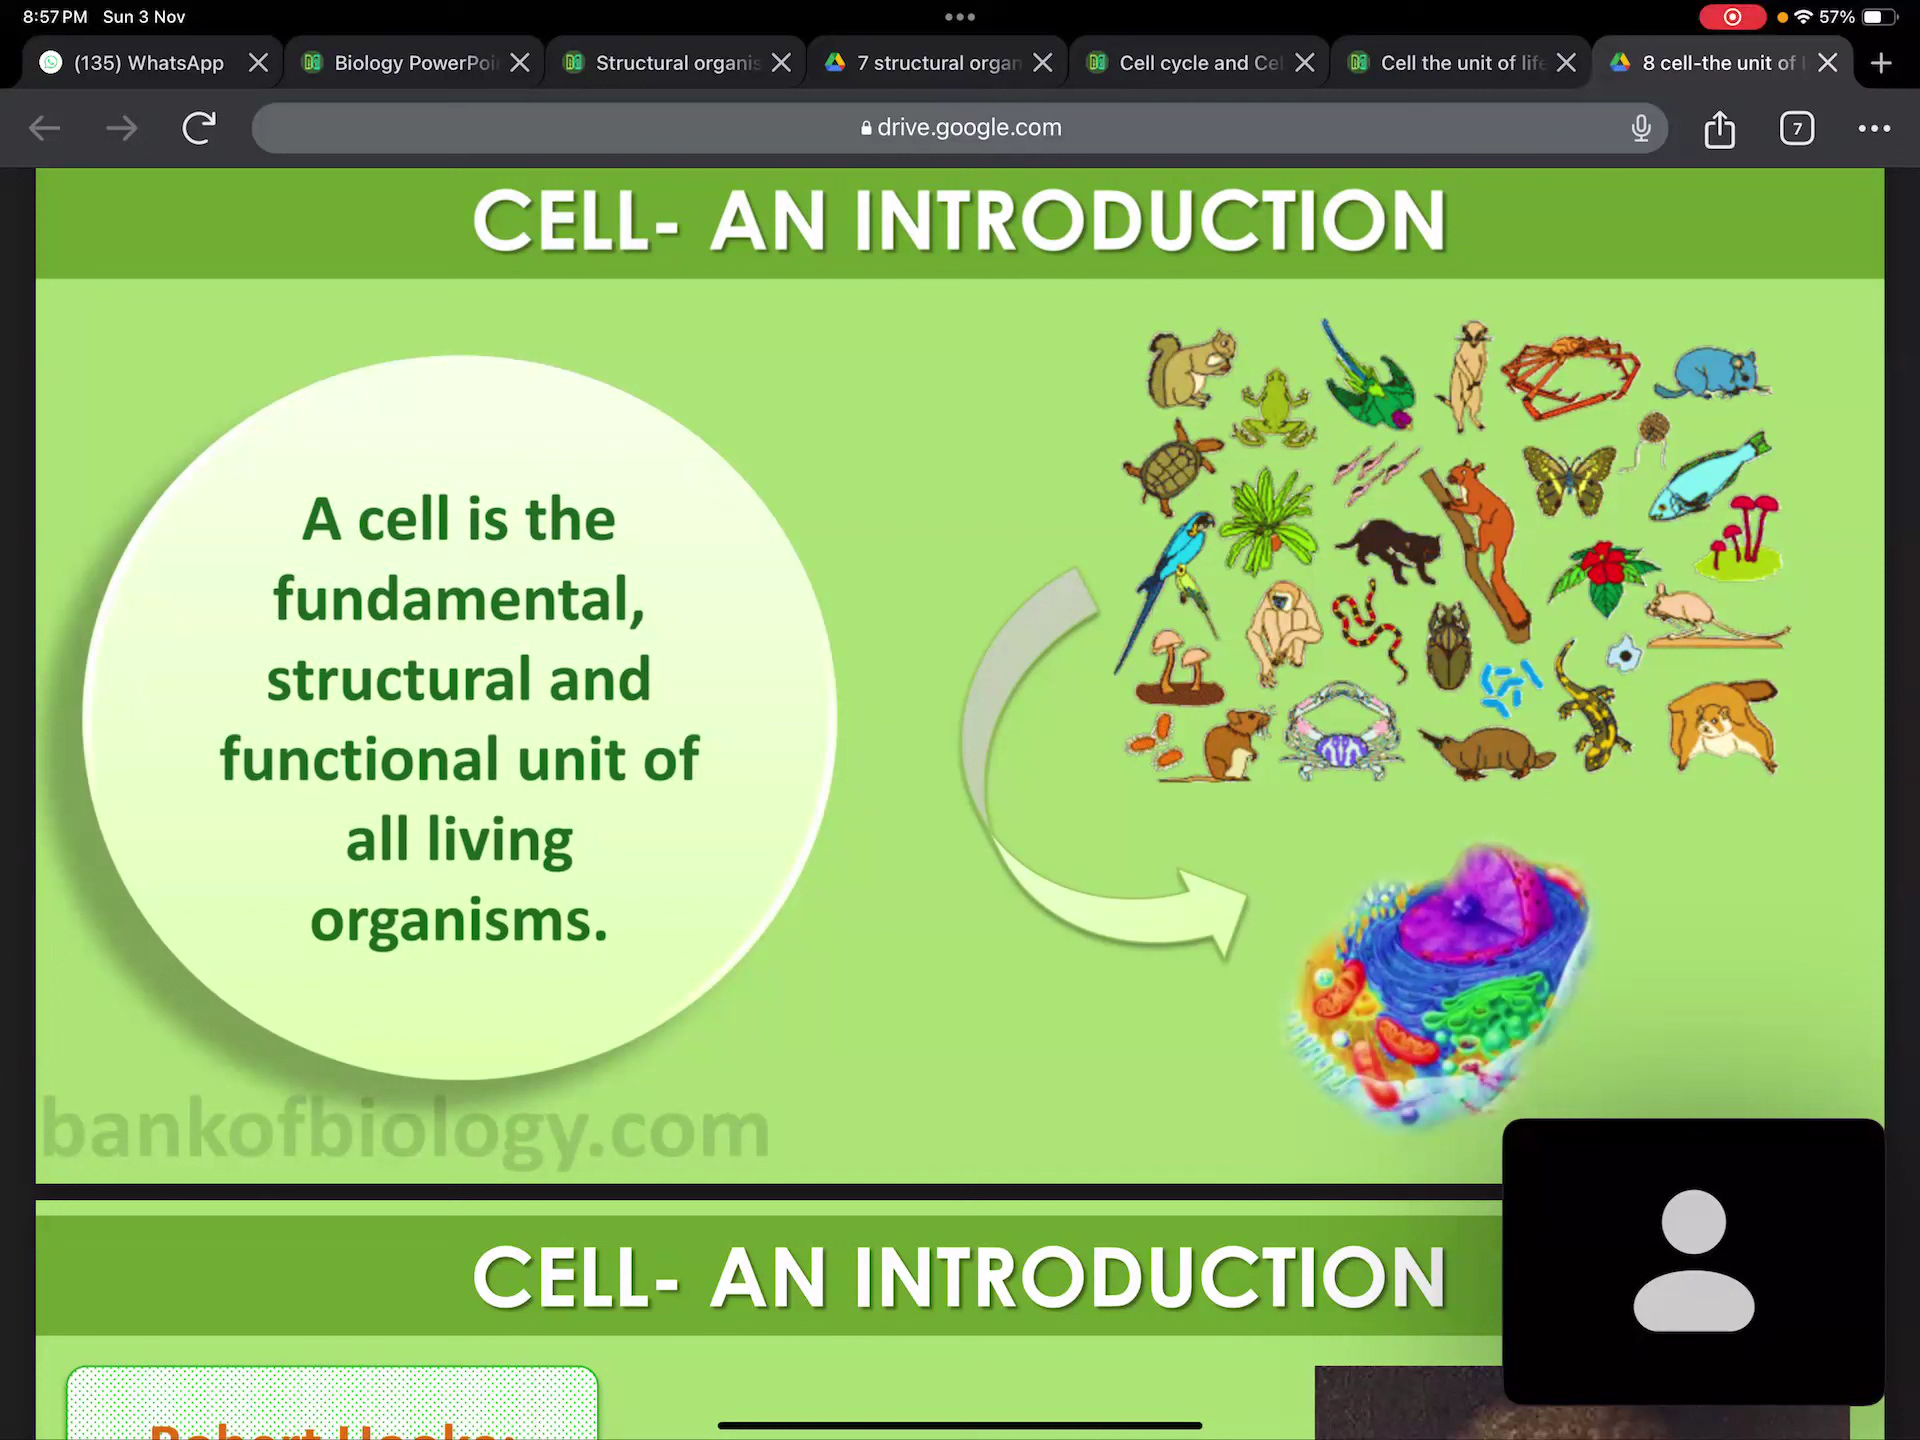 8:57 PM Sun 3 Nov
57%
(135) WhatsApp
Biology PowerPoi
Structural organis
7 structural organ
Cell cycle and Ce
Cell the unit of life
8 cell-the unit of l
drive.google.com
7
CELL- AN INTRODUCTION
A cell is the
fundamental,
structural and
functional unit of
all living
organisms.
bankofbiology.com
CELL- AN INTRODUCTION